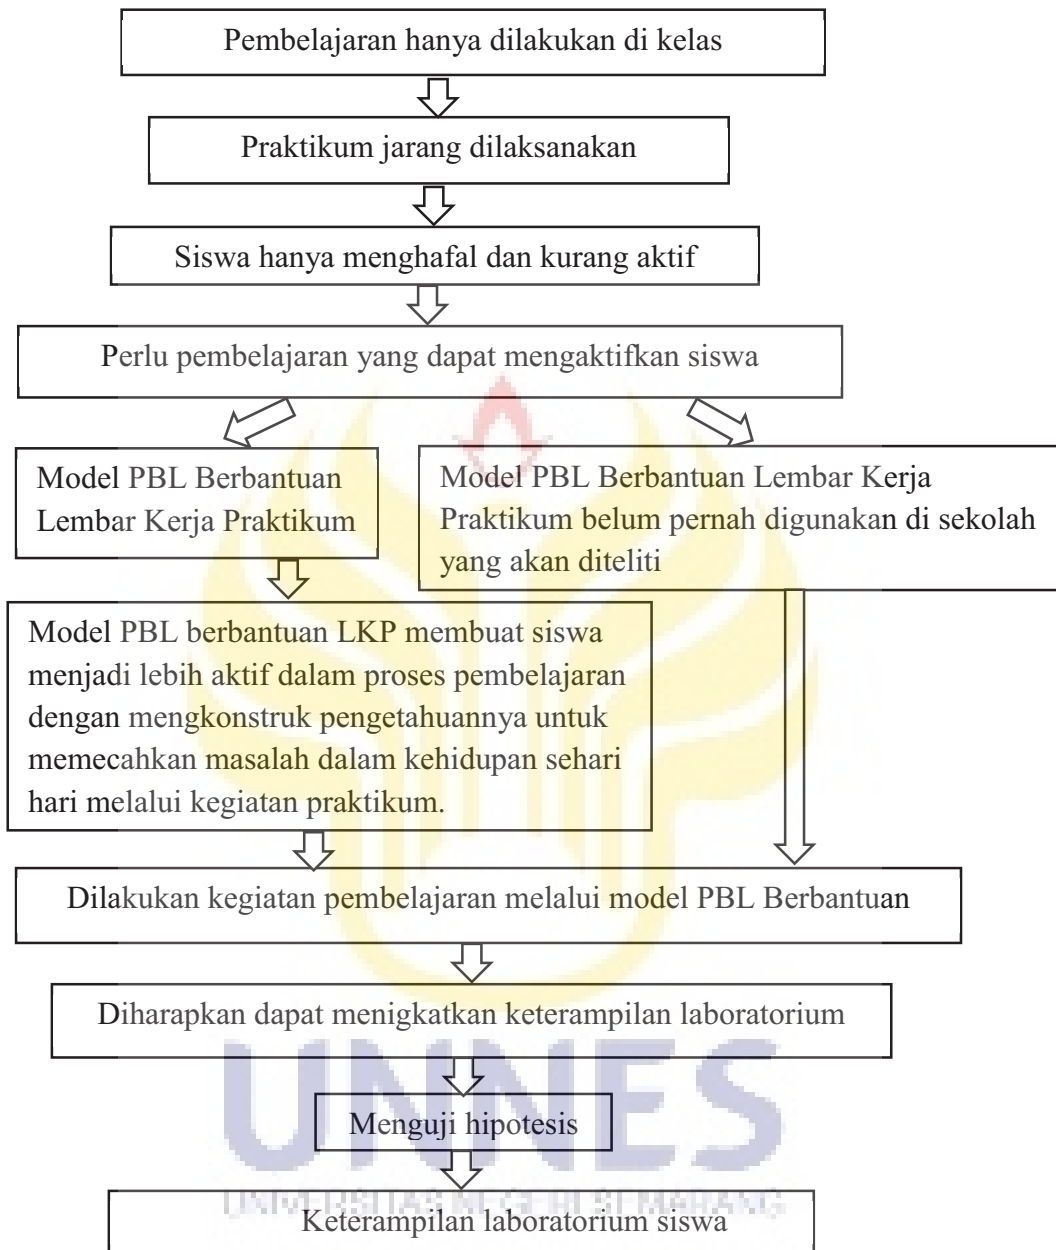 Pembelajaran hanya dilakukan di kelas
Praktikum jarang dilaksanakan
Siswa hanya menghafal dan kurang aktif
Perlu pembelajaran yang dapat mengaktifkan siswa
Model PBL Berbantuan
Lembar Kerja Praktikum
Model PBL Berbantuan Lembar Kerja
Praktikum belum pernah digunakan di sekolah
yang akan diteliti
Model PBL berbantuan LKP membuat siswa
menjadi lebih aktif dalam proses pembelajaran
dengan mengkonstruk pengetahuannya untuk
memecahkan masalah dalam kehidupan sehari
hari melalui kegiatan praktikum.
Dilakukan kegiatan pembelajaran melalui model PBL Berbantuan
Diharapkan dapat menigkatkan keterampilan laboratorium
UNNES
Menguji hipotesis
UNIVERSITAS NEGERI SEMARANG
Keterampilan laboratorium siswa